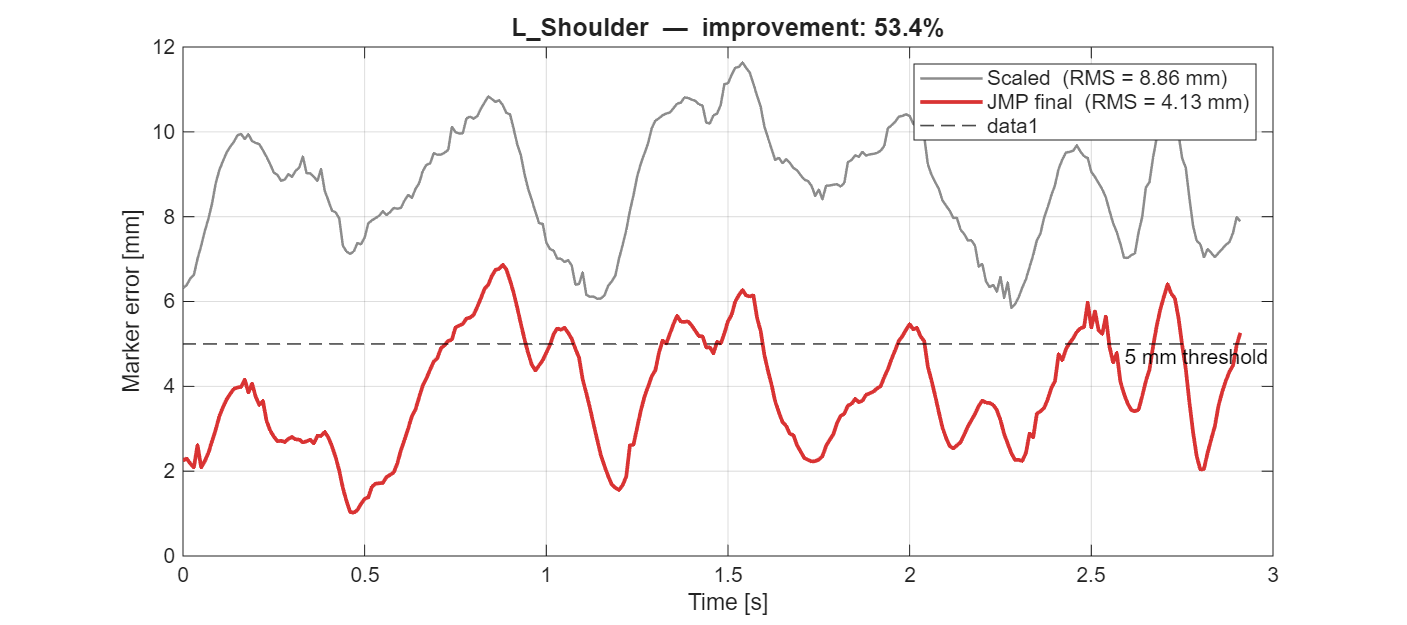 L_Shoulder — improvement: 53.4%
Scaled (RMS = 8.86 mm)
JMP final (RMS = 4.13 mm)
data1
5 mm threshold
Marker error [mm]
12
10
8
6
4
2
0
0
0.5
1
1.5
2
2.5
3
Time [s]